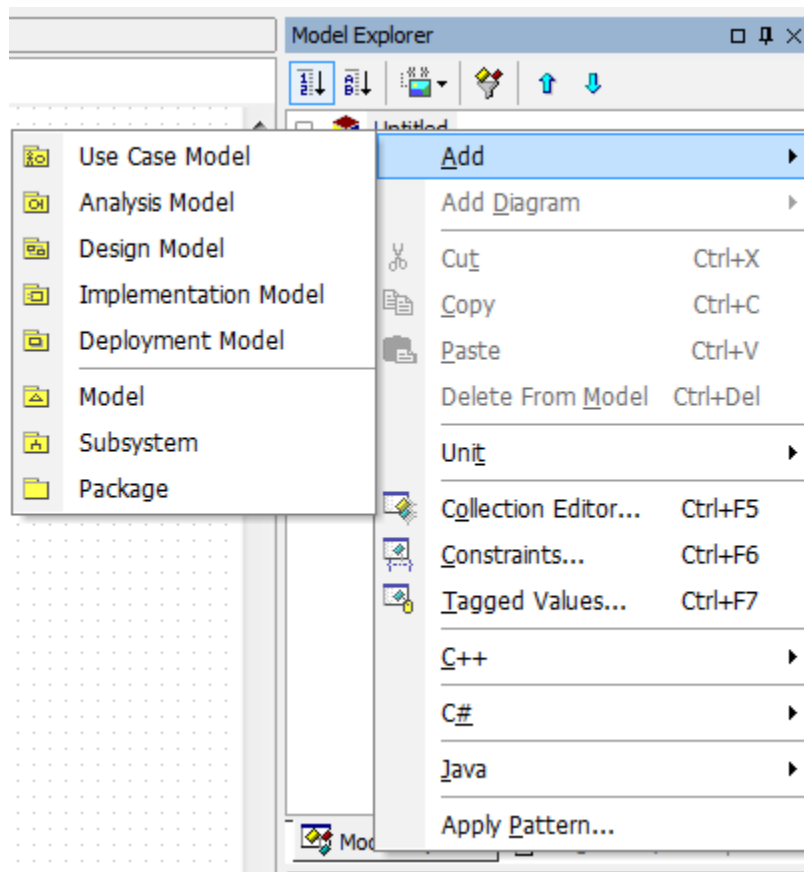 Model Explorer
Untitled
Use Case Model
Analysis Model
Design Model
Implementation Model
Deployment Model
Model
Subsystem
Package
Add
Add Diagram
Cut Ctrl+X
Copy Ctrl+C
Paste Ctrl+V
Delete From Model Ctrl+Del
Unit
Collection Editor... Ctrl+F5
Constraints... Ctrl+F6
Tagged Values... Ctrl+F7
C++
C#
Java
Apply Pattern...